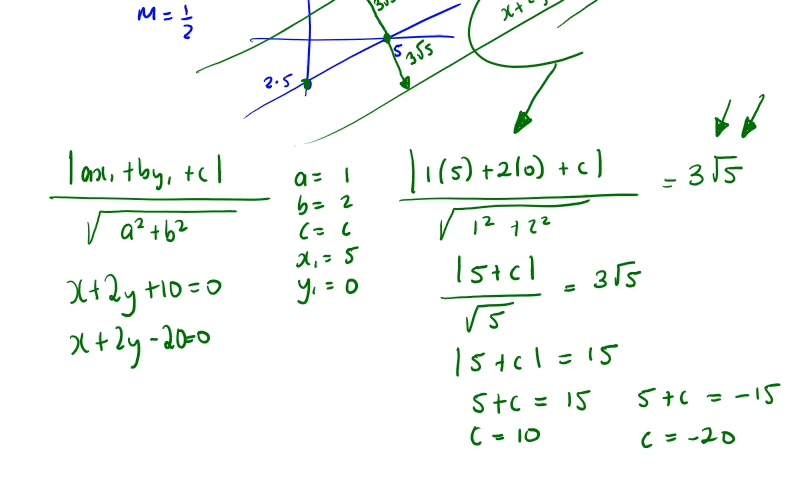 M = 1/2
5
3√5
2.5
|ax₁ + by₁ + c|
√a² + b²
x + 2y + 10 = 0
x + 2y - 20 = 0
a = 1
b = 2
c = c
x₁ = 5
y₁ = 0
|1(5) + 2(0) + c|
√1² + 2²
= 3√5
|5 + c|
√5
= 3√5
|5 + c| = 15
5 + c = 15 5 + c = -15
c = 10 c = -20